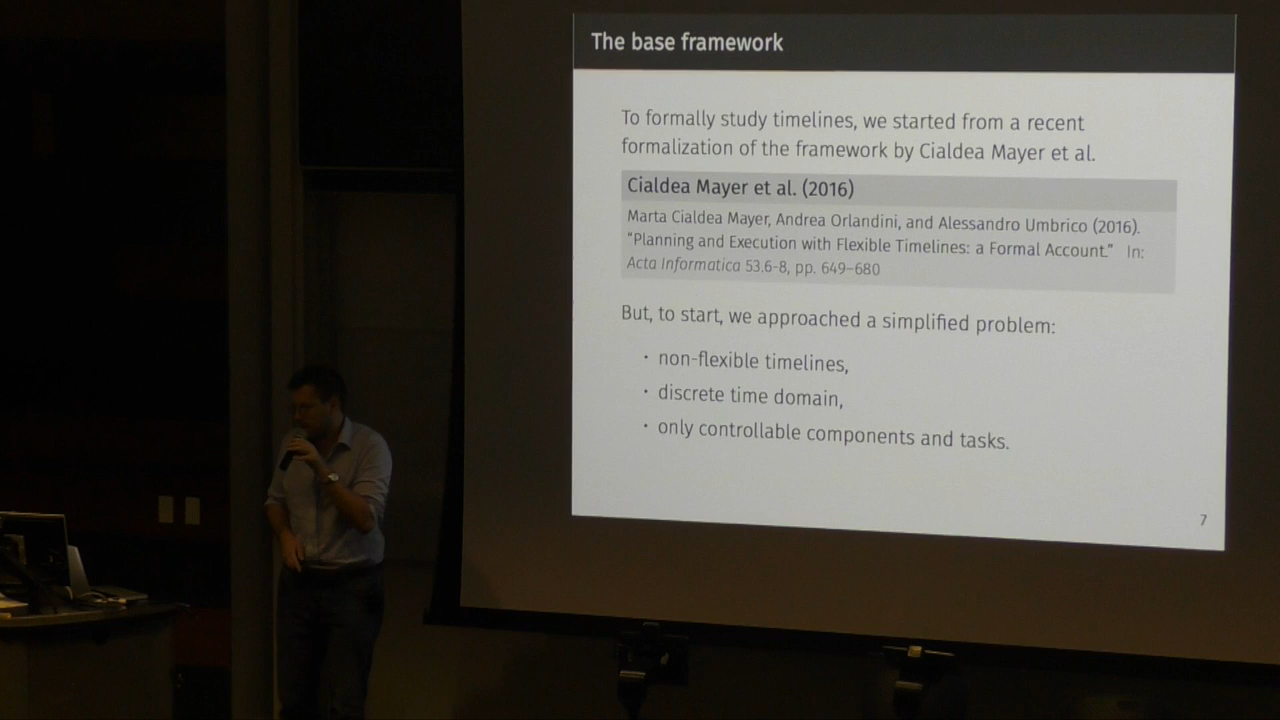 The base framework
To formally study timelines, we started from a recent
formalization of the framework by Cialdea Mayer et al.
Cialdea Mayer et al. (2016)
Marta Cialdea Mayer, Andrea Orlandini, and Alessandro Umbrico (2016).
“Planning and Execution with Flexible Timelines: a Formal Account.” In:
Acta Informatica 53.6-8, pp. 649–680
But, to start, we approached a simplified problem:
· non-flexible timelines,
· discrete time domain,
· only controllable components and tasks.
7